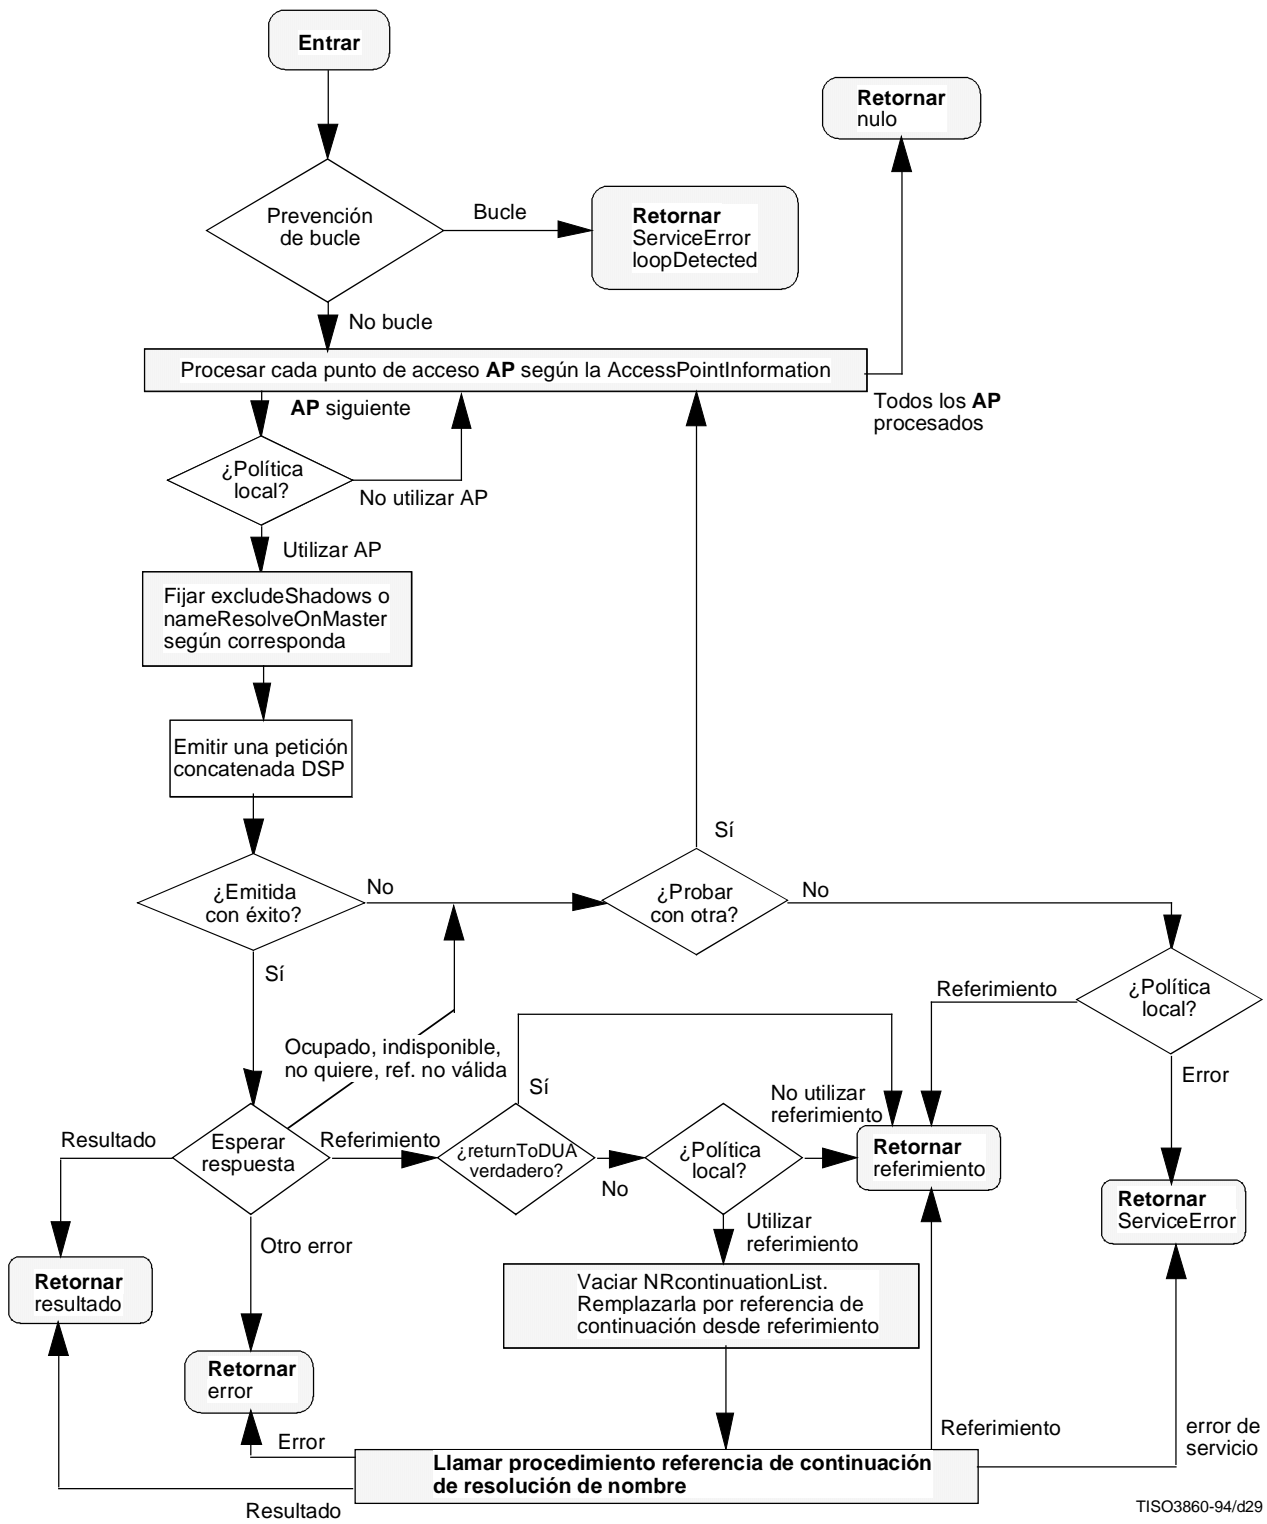 Entrar
Retornar
nulo
Prevención
de bucle
Bucle
Retornar
ServiceError
loopDetected
No bucle
Procesar cada punto de acceso AP según la AccessPointInformation
AP siguiente
Todos los AP
procesados
¿Política
local?
No utilizar AP
Utilizar AP
Fijar excludeShadows o
nameResolveOnMaster
según corresponda
Emitir una petición
concatenada DSP
Sí
¿Emitida
con éxito?
No
¿Probar
con otra?
No
Sí
Referimiento
¿Política
local?
Ocupado, indisponible,
no quiere, ref. no válida
Sí
Error
No utilizar
referimiento
Resultado
Esperar
respuesta
Referimiento
¿returnToDUA
verdadero?
No
¿Política
local?
Retornar
referimiento
Retornar
ServiceError
Utilizar
referimiento
Otro error
Retornar
resultado
Vaciar NRcontinuationList.
Remplazarla por referencia de
continuación desde referimiento
Retornar
error
Error
Referimiento
error de
servicio
Llamar procedimiento referencia de continuación
de resolución de nombre
Resultado
TISO3860-94/d29